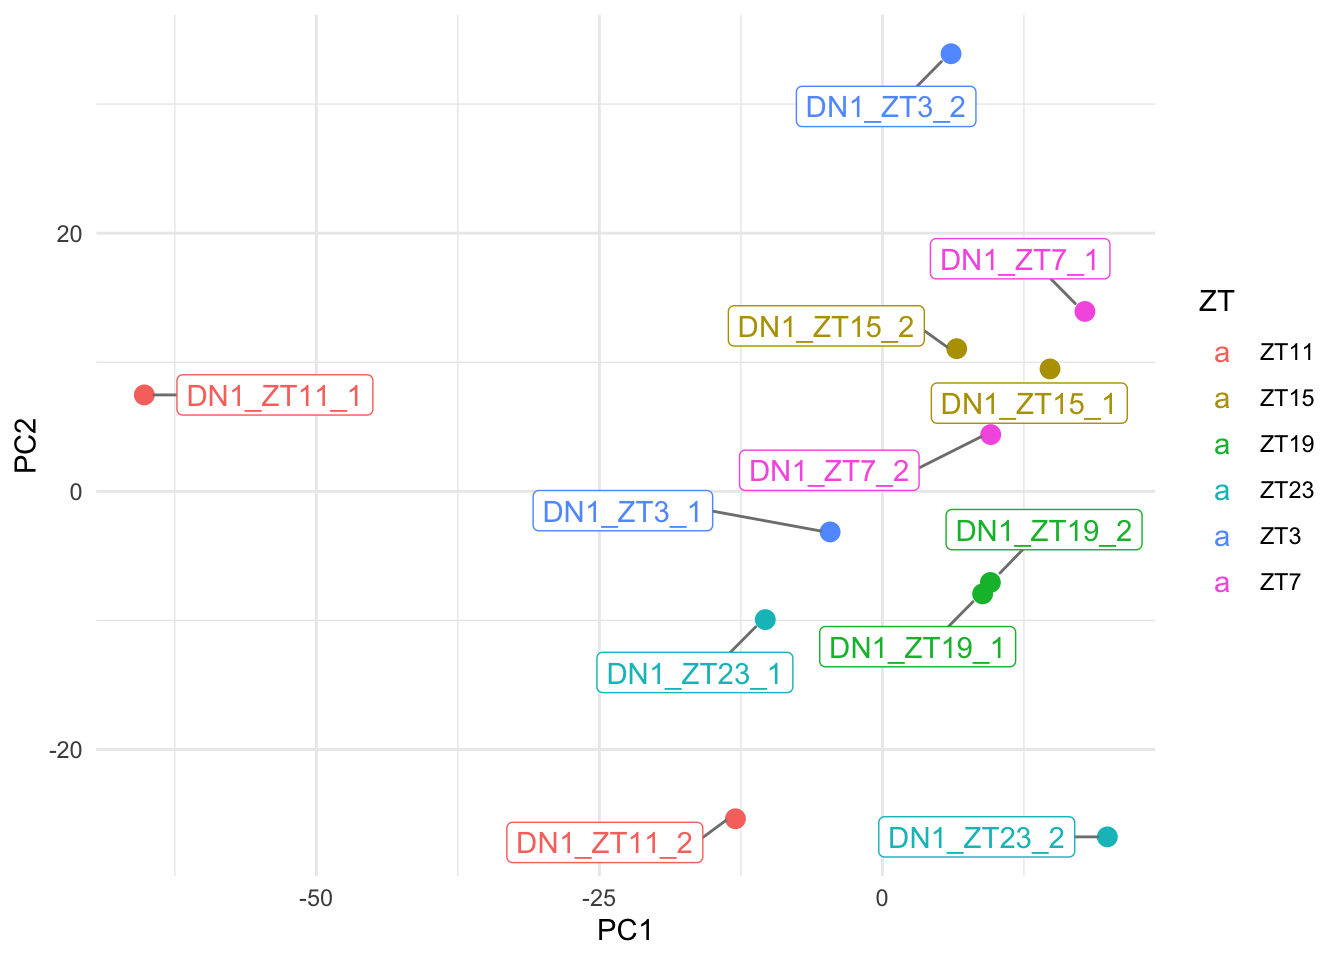 DN1_ZT3_2
20
DN1_ZT7_1
DN1_ZT15_2
DN1_ZT11_1
DN1_ZT15_1
DN1_ZT7_2
PC2
0
DN1_ZT3_1
DN1_ZT19_2
DN1_ZT19_1
DN1_ZT23_1
-20
DN1_ZT11_2
DN1_ZT23_2
-50
-25
0
PC1
ZT
a ZT11
a ZT15
a ZT19
a ZT23
a ZT3
a ZT7